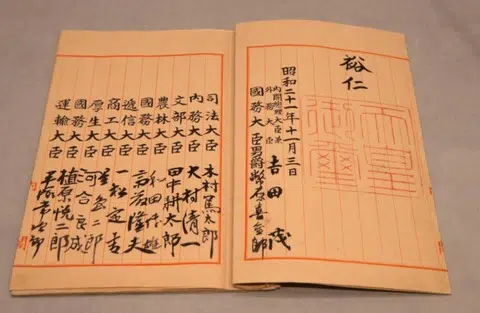 裕仁
天皇御璽
昭和二十一年十一月三日
内閣總理大臣兼
外務大臣 吉田茂
國務大臣 男爵 幣原喜重郎
司法大臣 木村篤太郎
内務大臣 大村清一
文部大臣 田中耕太郎
農林大臣 和田博雄
國務大臣 斎藤隆夫
遞信大臣 一松定吉
商工大臣 星島二郎
厚生大臣 河合良成
國務大臣 植原悦二郎
運輸大臣 平塚常次郎